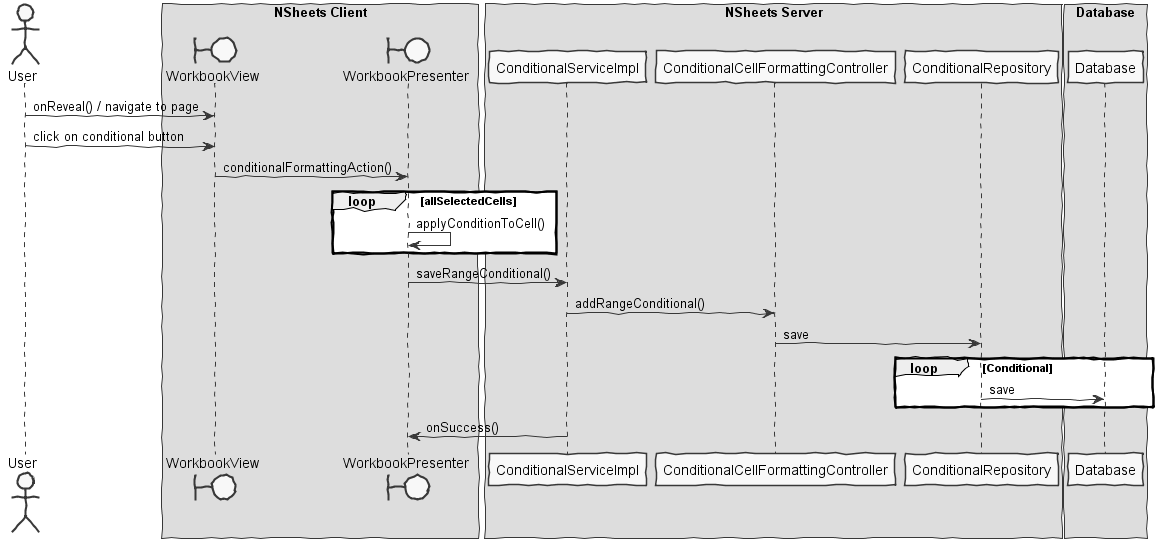 NSheets Client
NSheets Server
Database
User
WorkbookView
WorkbookPresenter
ConditionalServiceImpl
ConditionalCellFormattingController
ConditionalRepository
Database
onReveal() / navigate to page
click on conditional button
conditionalFormattingAction()
loop
[allSelectedCells]
applyConditionToCell()
saveRangeConditional()
addRangeConditional()
save
loop
[Conditional]
save
onSuccess()
User
WorkbookView
WorkbookPresenter
ConditionalServiceImpl
ConditionalCellFormattingController
ConditionalRepository
Database